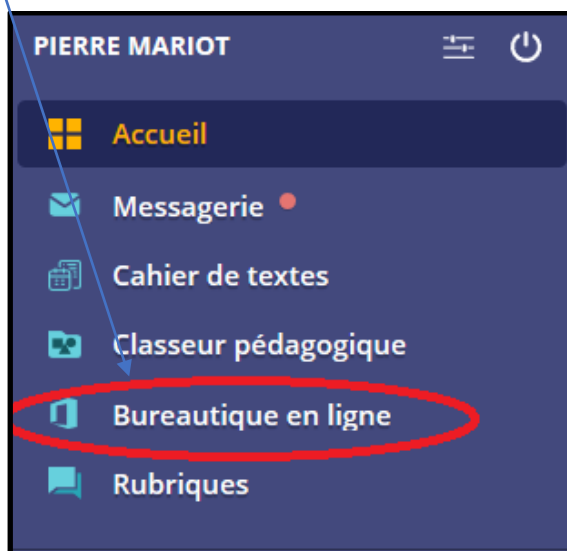 PIERRE MARIOT
Accueil
Messagerie
Cahier de textes
Classeur pédagogique
Bureautique en ligne
Rubriques